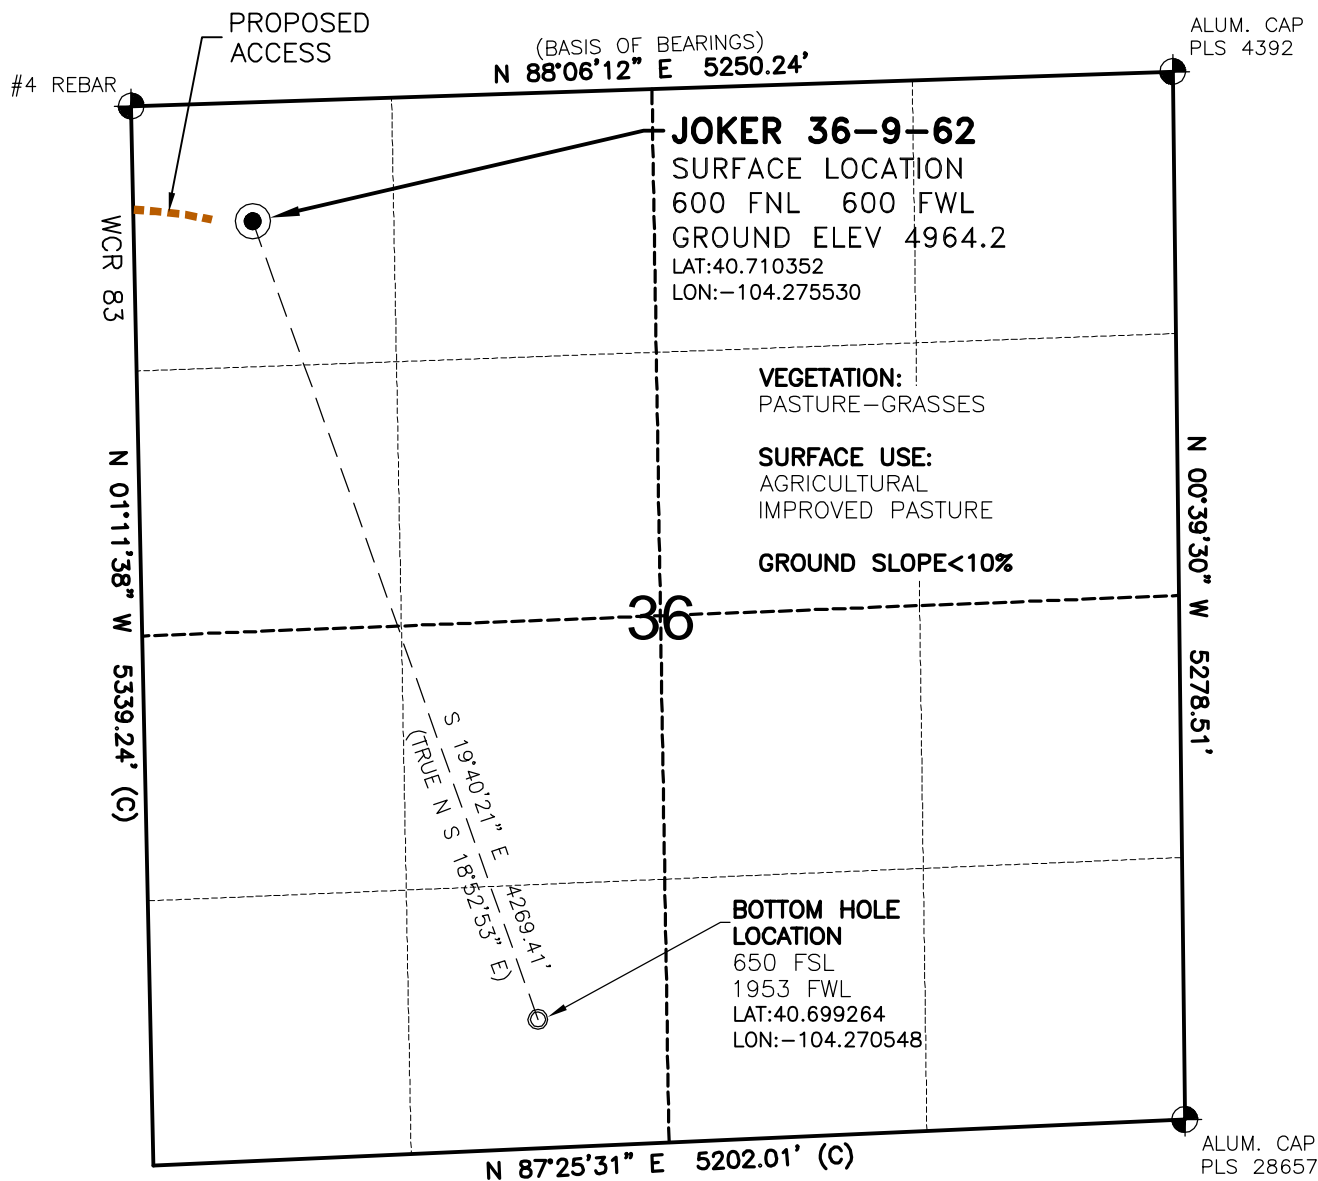 PROPOSED
ACCESS
(BASIS OF BEARINGS)
N 88°06'12" E 5250.24'
ALUM. CAP
PLS 4392
#4 REBAR
JOKER 36-9-62
SURFACE LOCATION
600 FNL 600 FWL
GROUND ELEV 4964.2
LAT:40.710352
LON:-104.275530
WCR 83
VEGETATION:
PASTURE-GRASSES
SURFACE USE:
AGRICULTURAL
IMPROVED PASTURE
GROUND SLOPE<10%
N 01°11'38" W 5339.24' (C)
N 00°39'30" W 5278.51'
36
S 19°40'21" E 4269.41'
(TRUE N S 18°52'53" E)
BOTTOM HOLE
LOCATION
650 FSL
1953 FWL
LAT:40.699264
LON:-104.270548
N 87°25'31" E 5202.01' (C)
ALUM. CAP
PLS 28657